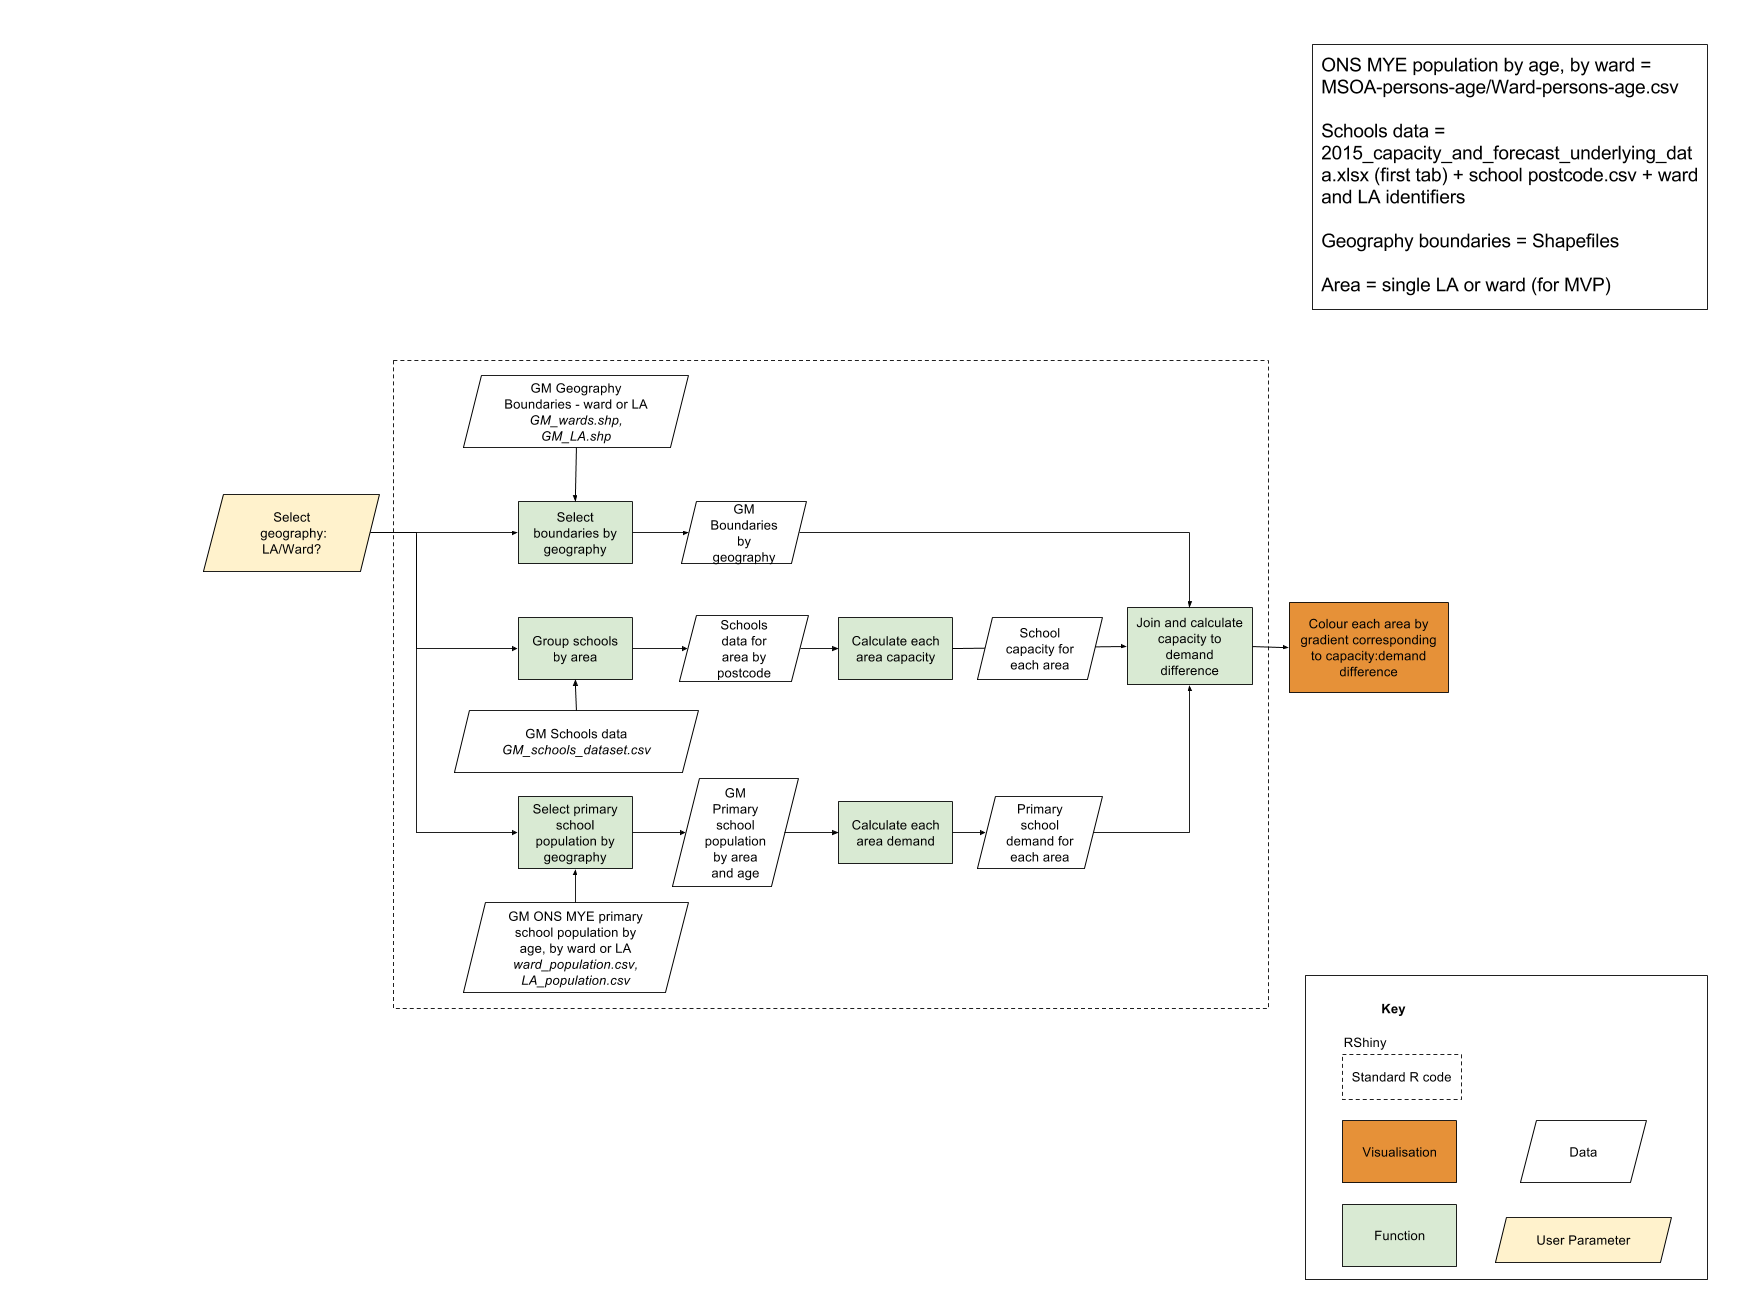 ONS MYE population by age, by ward =
MSOA-persons-age/Ward-persons-age.csv
Schools data =
2015_capacity_and_forecast_underlying_dat
a.xlsx (first tab) + school postcode.csv + ward
and LA identifiers
Geography boundaries = Shapefiles
Area = single LA or ward (for MVP)
GM Geography
Boundaries - ward or LA
GM_wards.shp,
GM_LA.shp
Select
geography:
LA/Ward?
Select
boundaries by
geography
GM
Boundaries
by
geography
Group schools
by area
Schools
data for
area by
postcode
Calculate each
area capacity
School
capacity for
each area
Join and calculate
capacity to
demand
difference
Colour each area by
gradient corresponding
to capacity:demand
difference
GM Schools data
GM_schools_dataset.csv
Select primary
school
population by
geography
GM
Primary
school
population
by area
and age
Calculate each
area demand
Primary
school
demand for
each area
GM ONS MYE primary
school population by
age, by ward or LA
ward_population.csv,
LA_population.csv
Key
RShiny
Standard R code
Visualisation
Data
Function
User Parameter